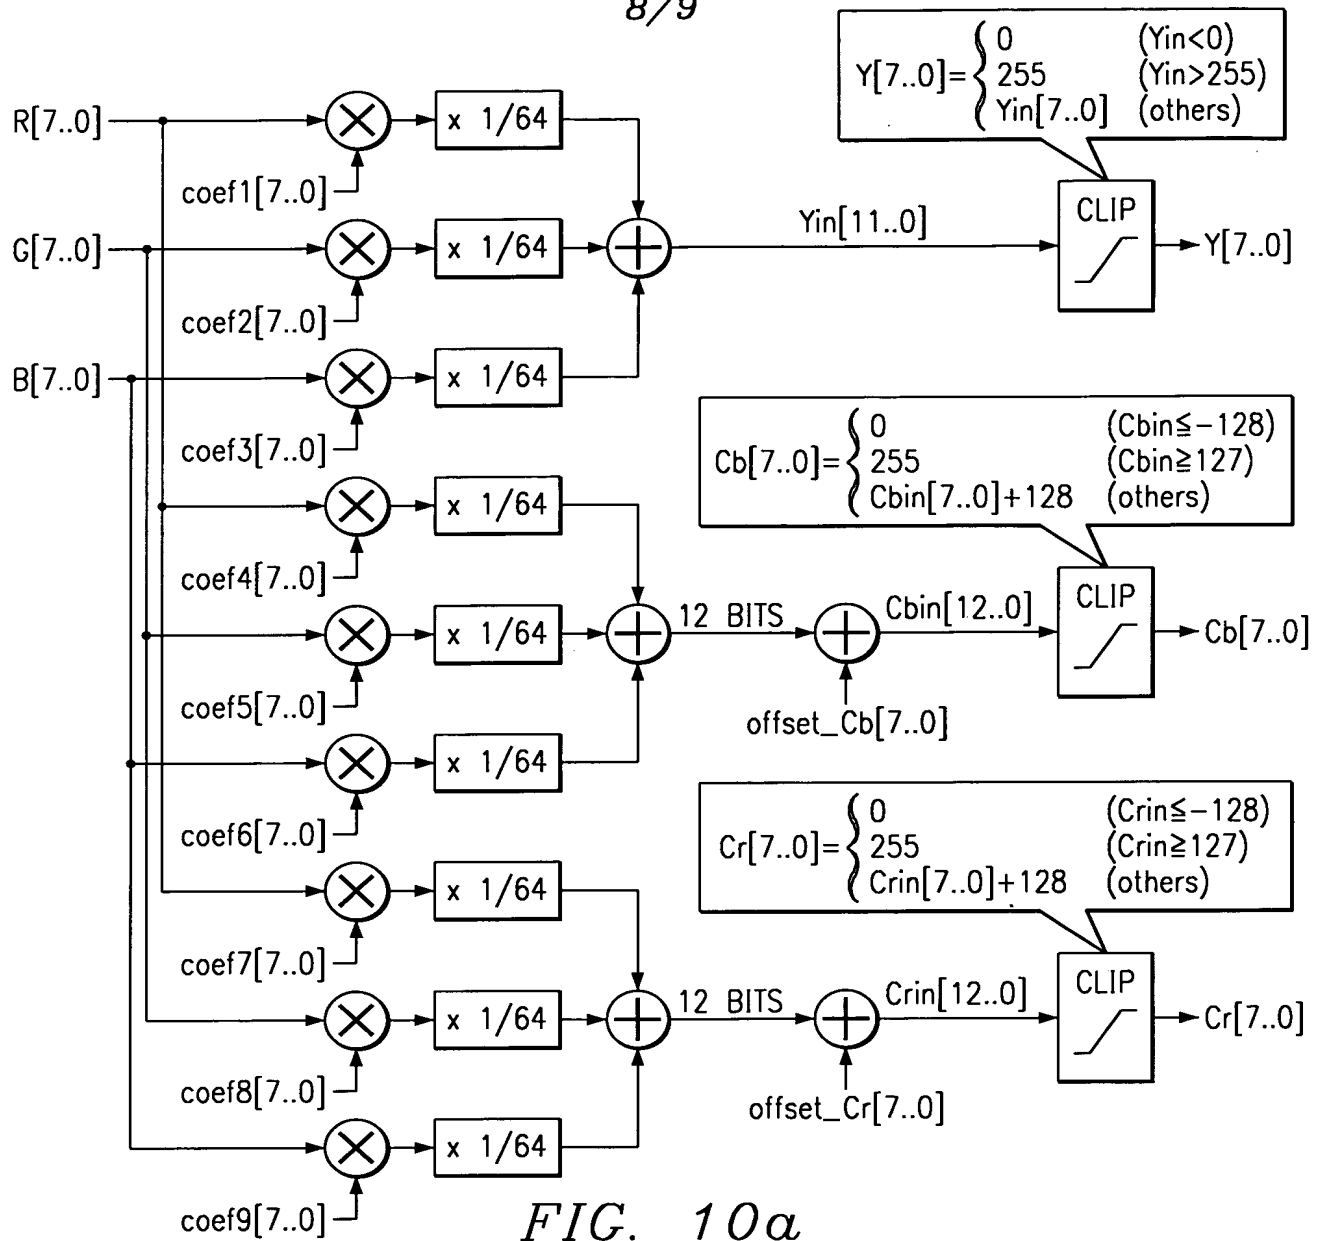 8/9
Y[7..0]= 0 (Yin<0)
255 (Yin>255)
Yin[7..0] (others)
R[7..0]
x 1/64
coef1[7..0]
CLIP
Yin[11..0]
G[7..0]
x 1/64
Y[7..0]
coef2[7..0]
B[7..0]
x 1/64
coef3[7..0]
Cb[7..0]= 0 (Cbin≦-128)
255 (Cbin≧127)
Cbin[7..0]+128 (others)
x 1/64
coef4[7..0]
CLIP
12 BITS
Cbin[12..0]
x 1/64
Cb[7..0]
coef5[7..0]
offset_Cb[7..0]
x 1/64
coef6[7..0]
Cr[7..0]= 0 (Crin≦-128)
255 (Crin≧127)
Crin[7..0]+128 (others)
x 1/64
coef7[7..0]
CLIP
12 BITS
Crin[12..0]
x 1/64
Cr[7..0]
coef8[7..0]
offset_Cr[7..0]
x 1/64
coef9[7..0]
FIG. 10a